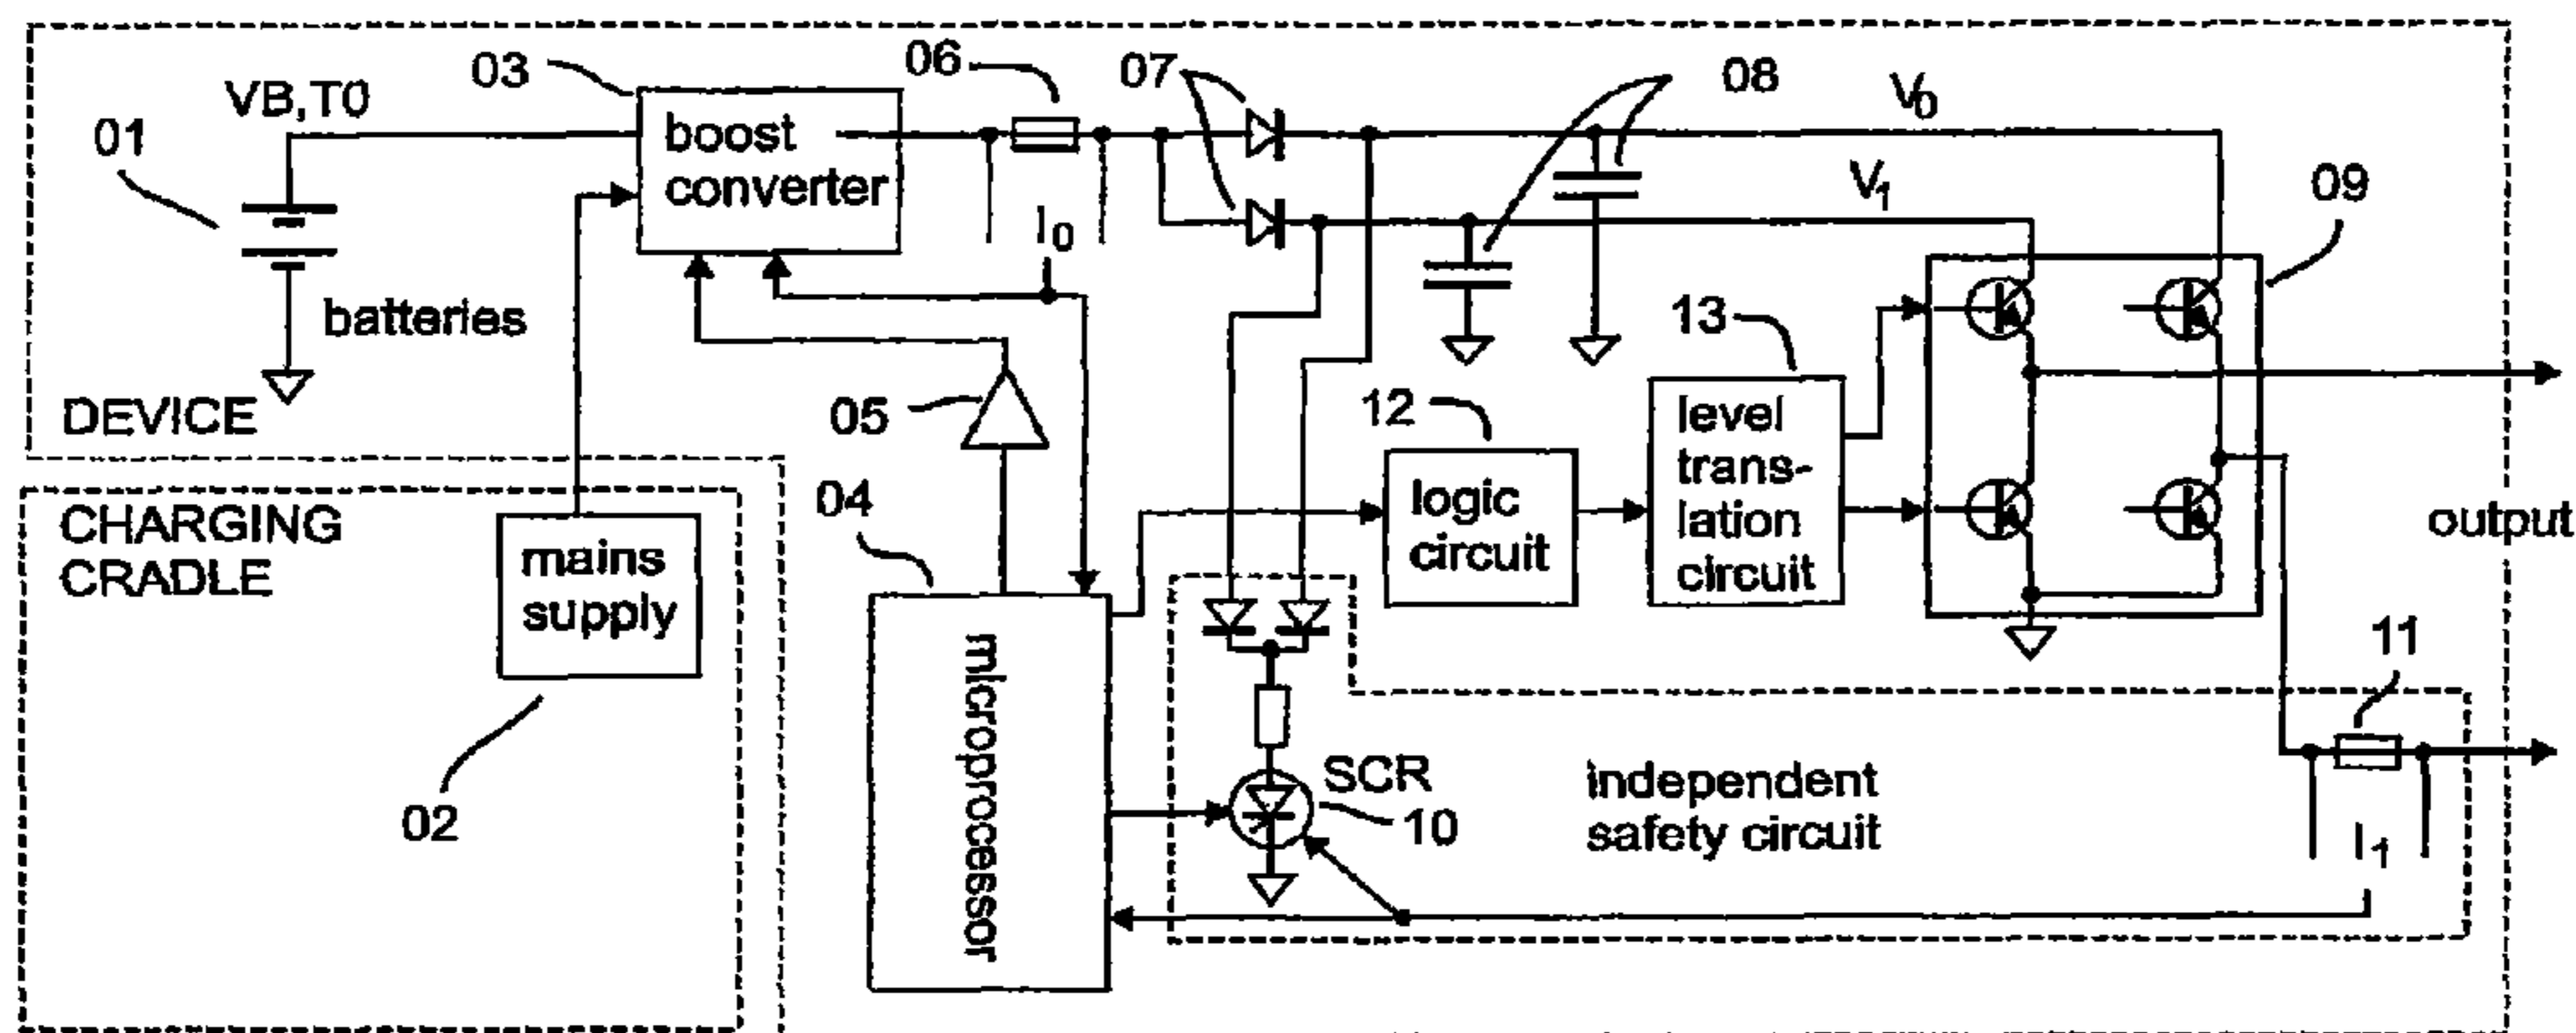 03
06
07
08
V0
VB,T0
01
boost
converter
V1
09
I0
batteries
13
DEVICE
05
12
level
trans-
lation
circuit
04
logic
circuit
output
CHARGING
CRADLE
mains
supply
microprocessor
11
SCR
10
independent
safety circuit
02
I1